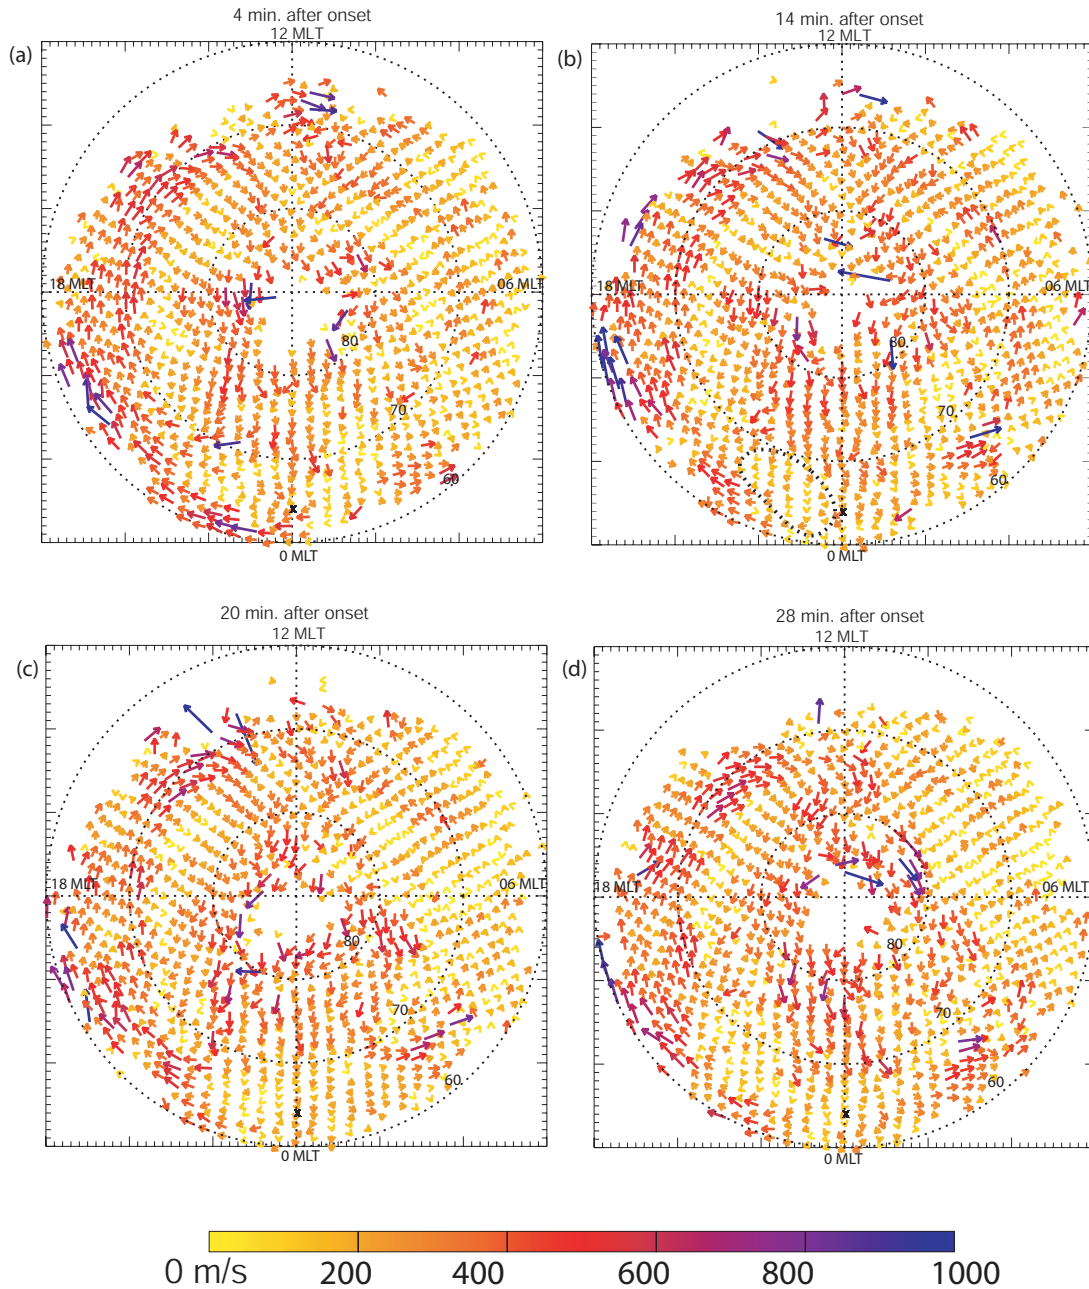 4 min. after onset
12 MLT
(a)
18 MLT
06 MLT
80
70
60
x
0 MLT
14 min. after onset
12 MLT
(b)
18 MLT
06 MLT
80
70
60
x
0 MLT
20 min. after onset
12 MLT
(c)
18 MLT
06 MLT
80
70
60
x
0 MLT
28 min. after onset
12 MLT
(d)
18 MLT
06 MLT
80
70
60
x
0 MLT
0 m/s 200 400 600 800 1000